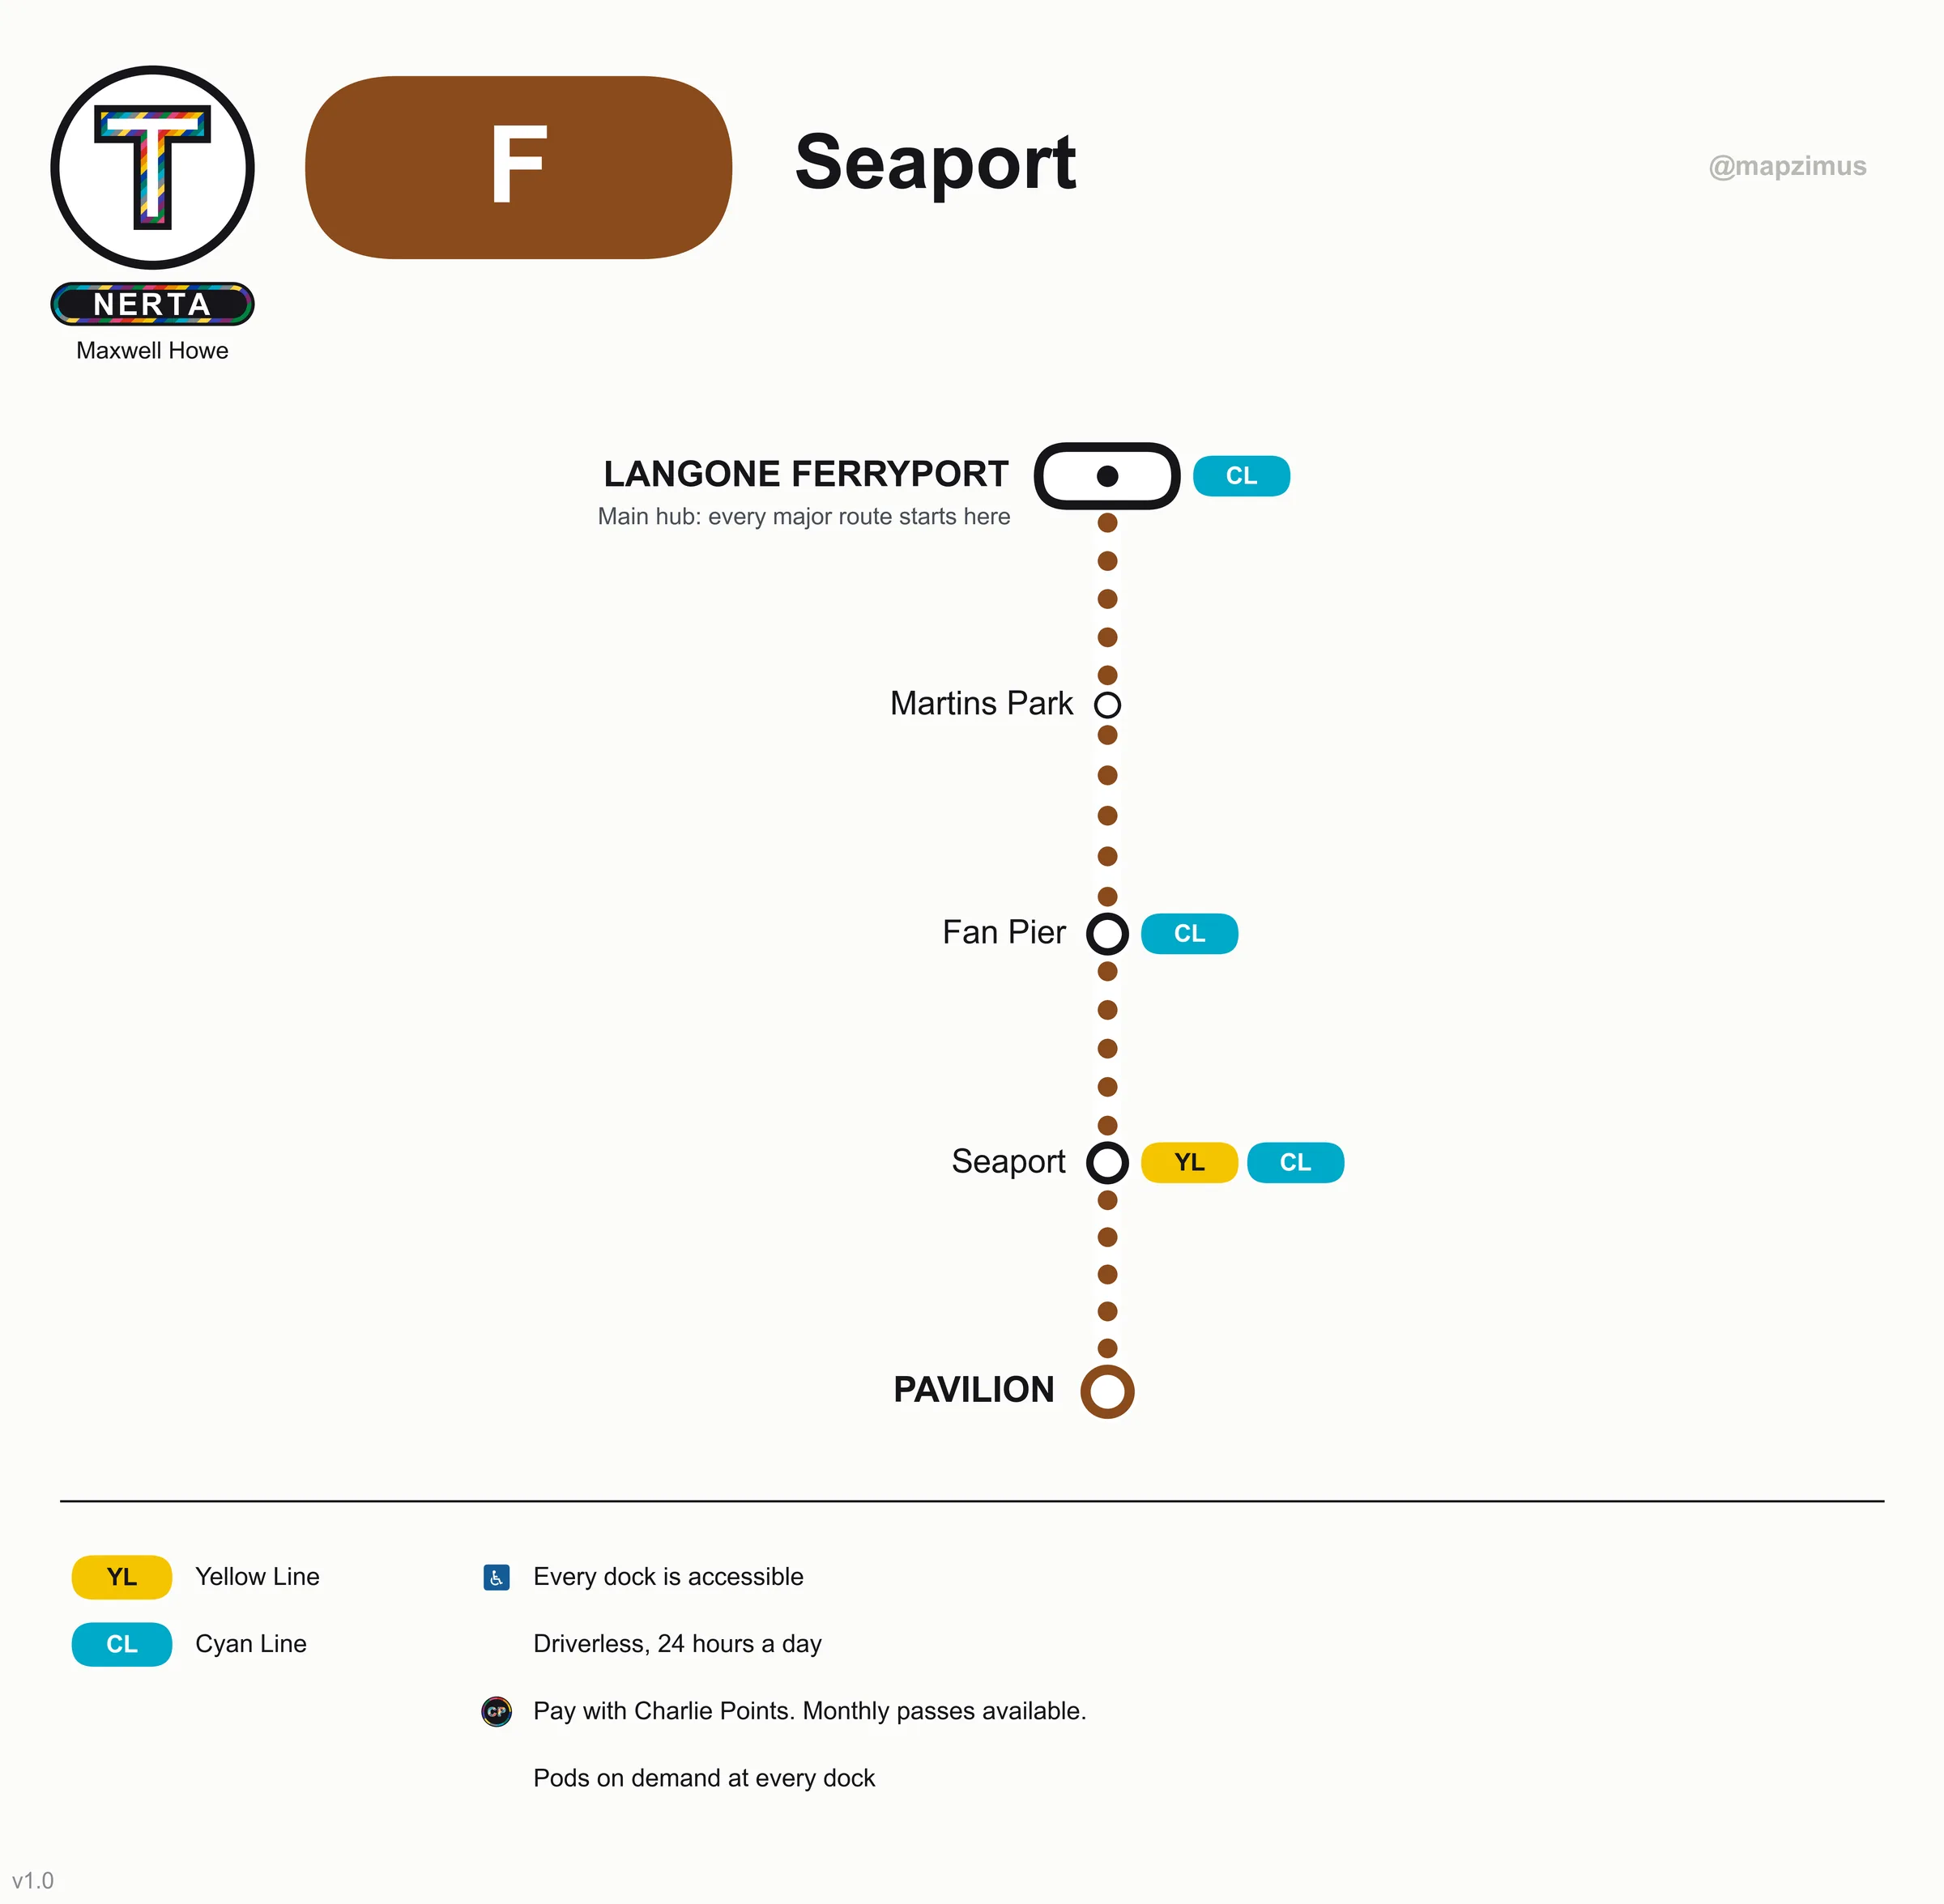 T
F
Seaport
@mapzimus
NERTA
Maxwell Howe
LANGONE FERRYPORT
CL
Main hub: every major route starts here
Martins Park
Fan Pier
CL
Seaport
YL
CL
PAVILION
YL
Yellow Line
Every dock is accessible
CL
Cyan Line
Driverless, 24 hours a day
CP
Pay with Charlie Points. Monthly passes available.
Pods on demand at every dock
v1.0